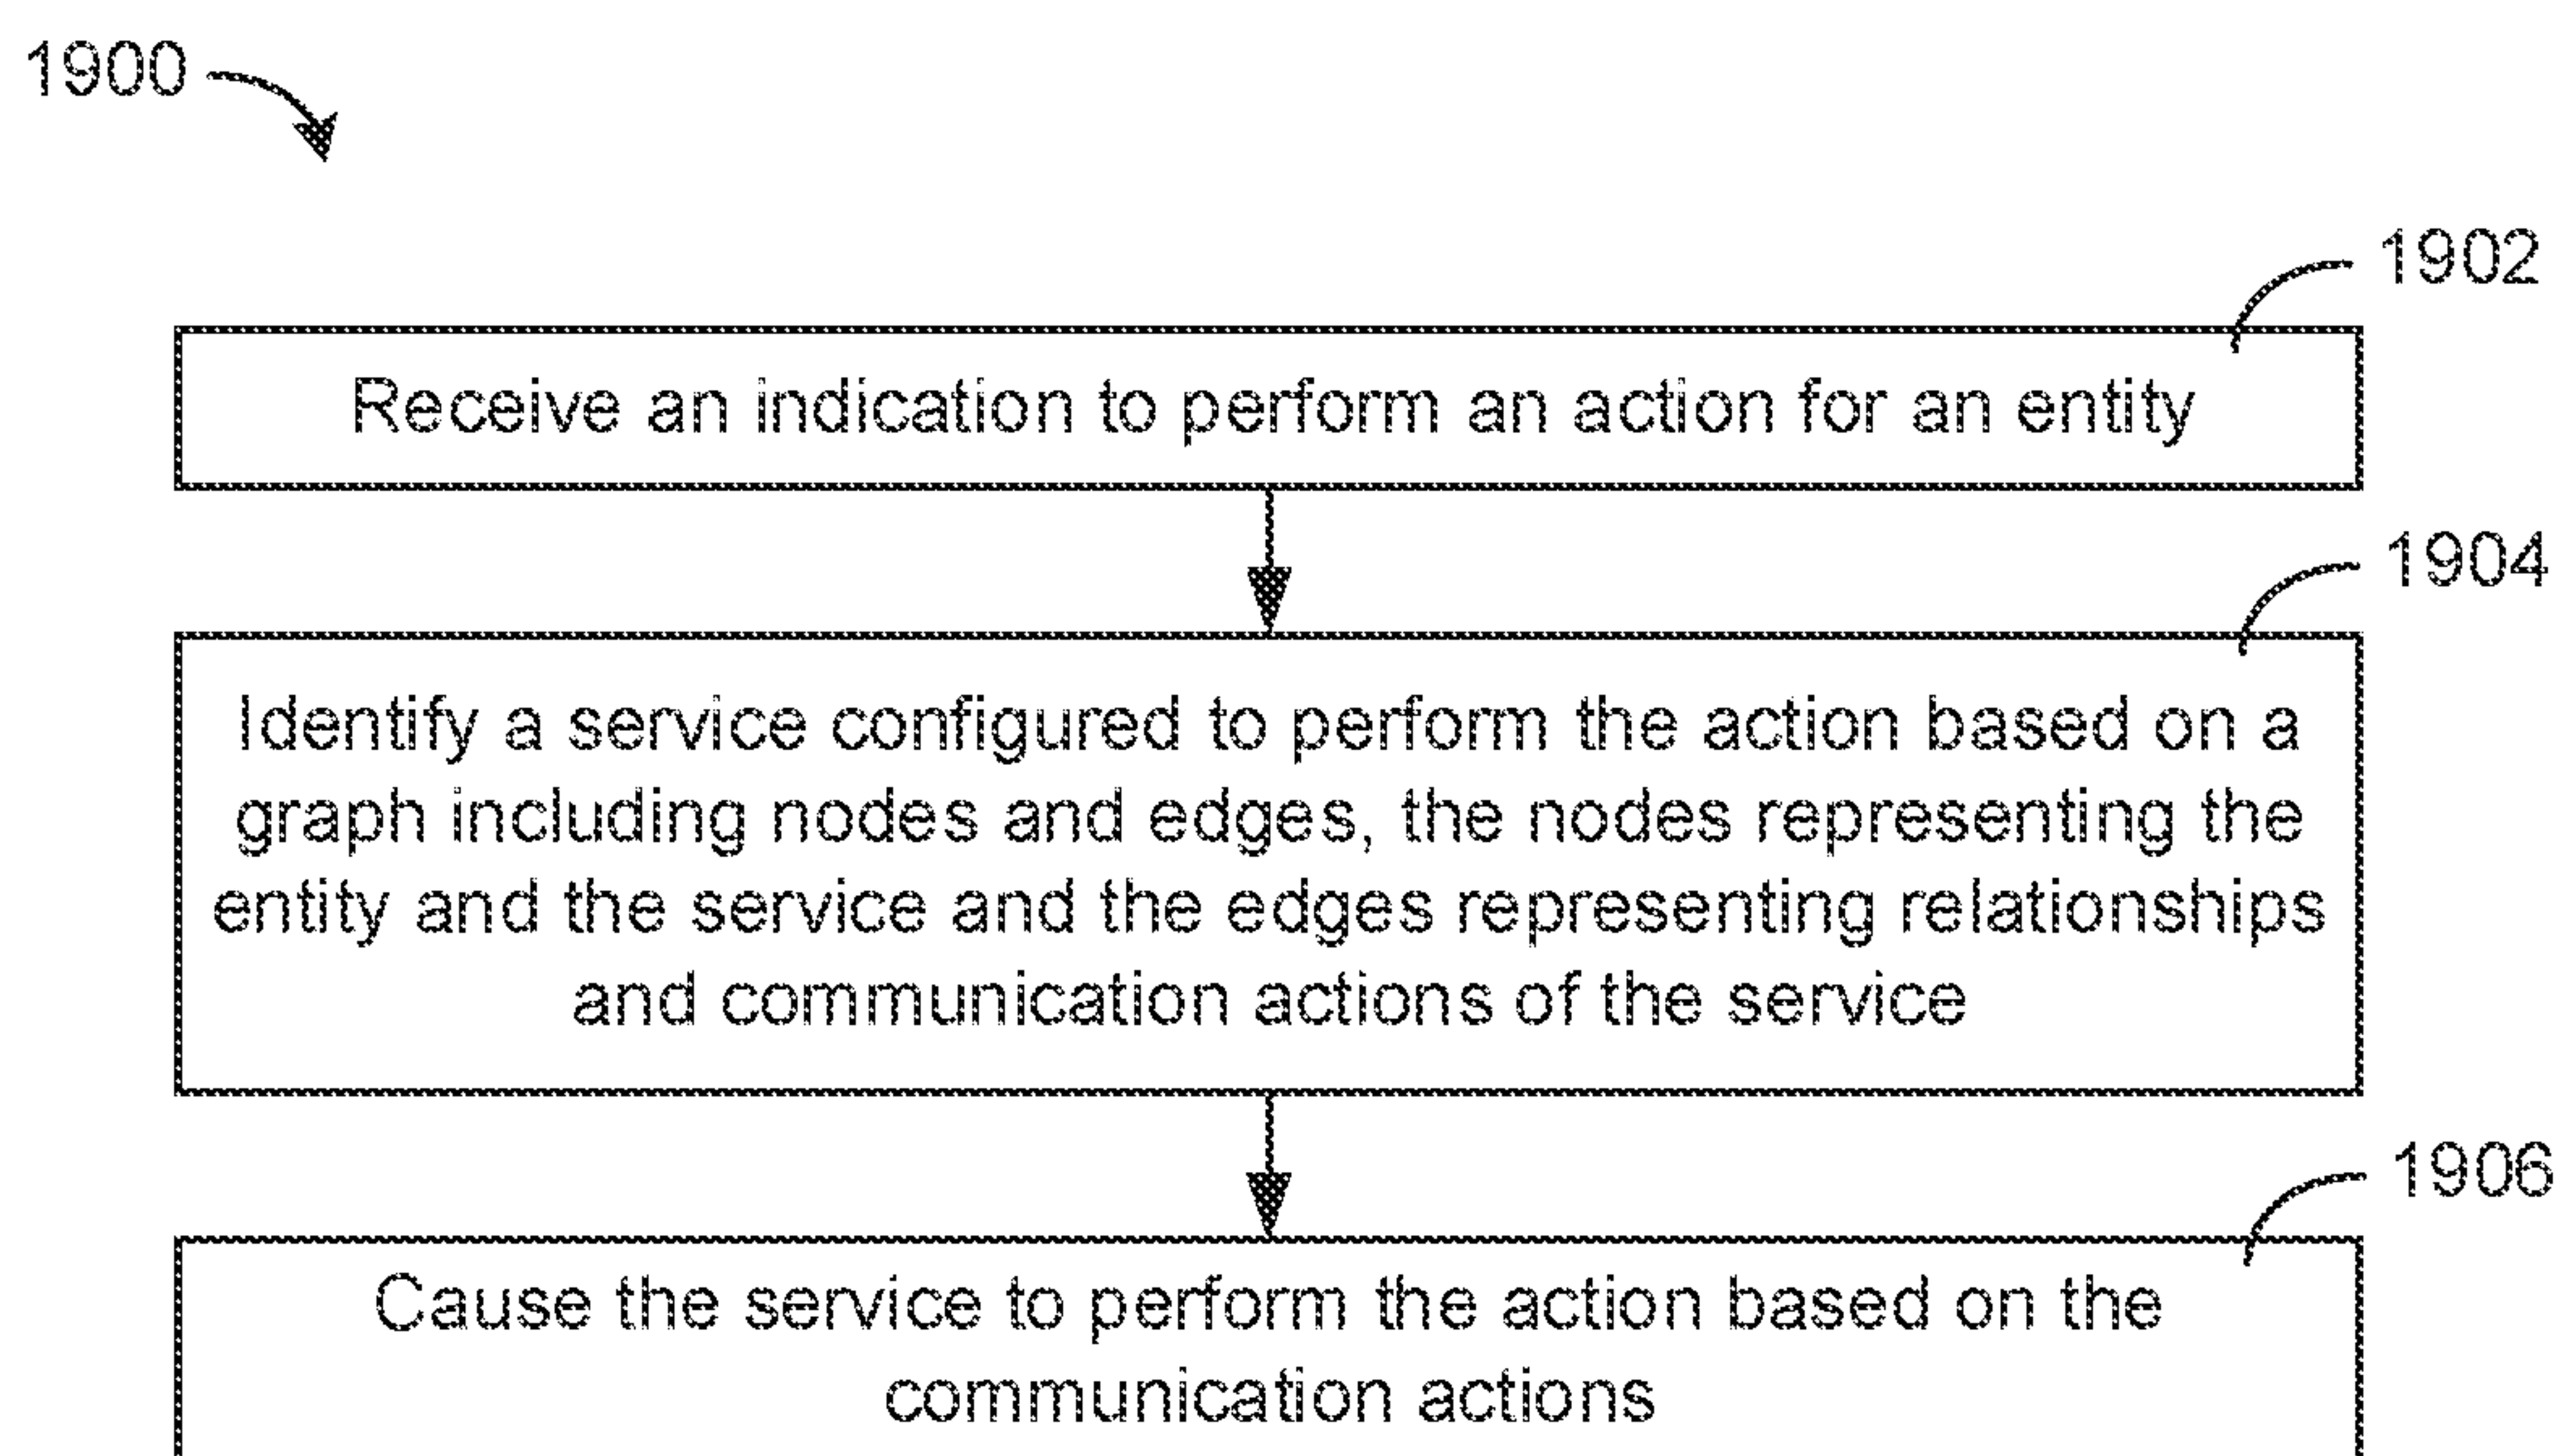 1900
1902
Receive an indication to perform an action for an entity
1904
Identify a service configured to perform the action based on a
graph including nodes and edges, the nodes representing the
entity and the service and the edges representing relationships
and communication actions of the service
1906
Cause the service to perform the action based on the
communication actions